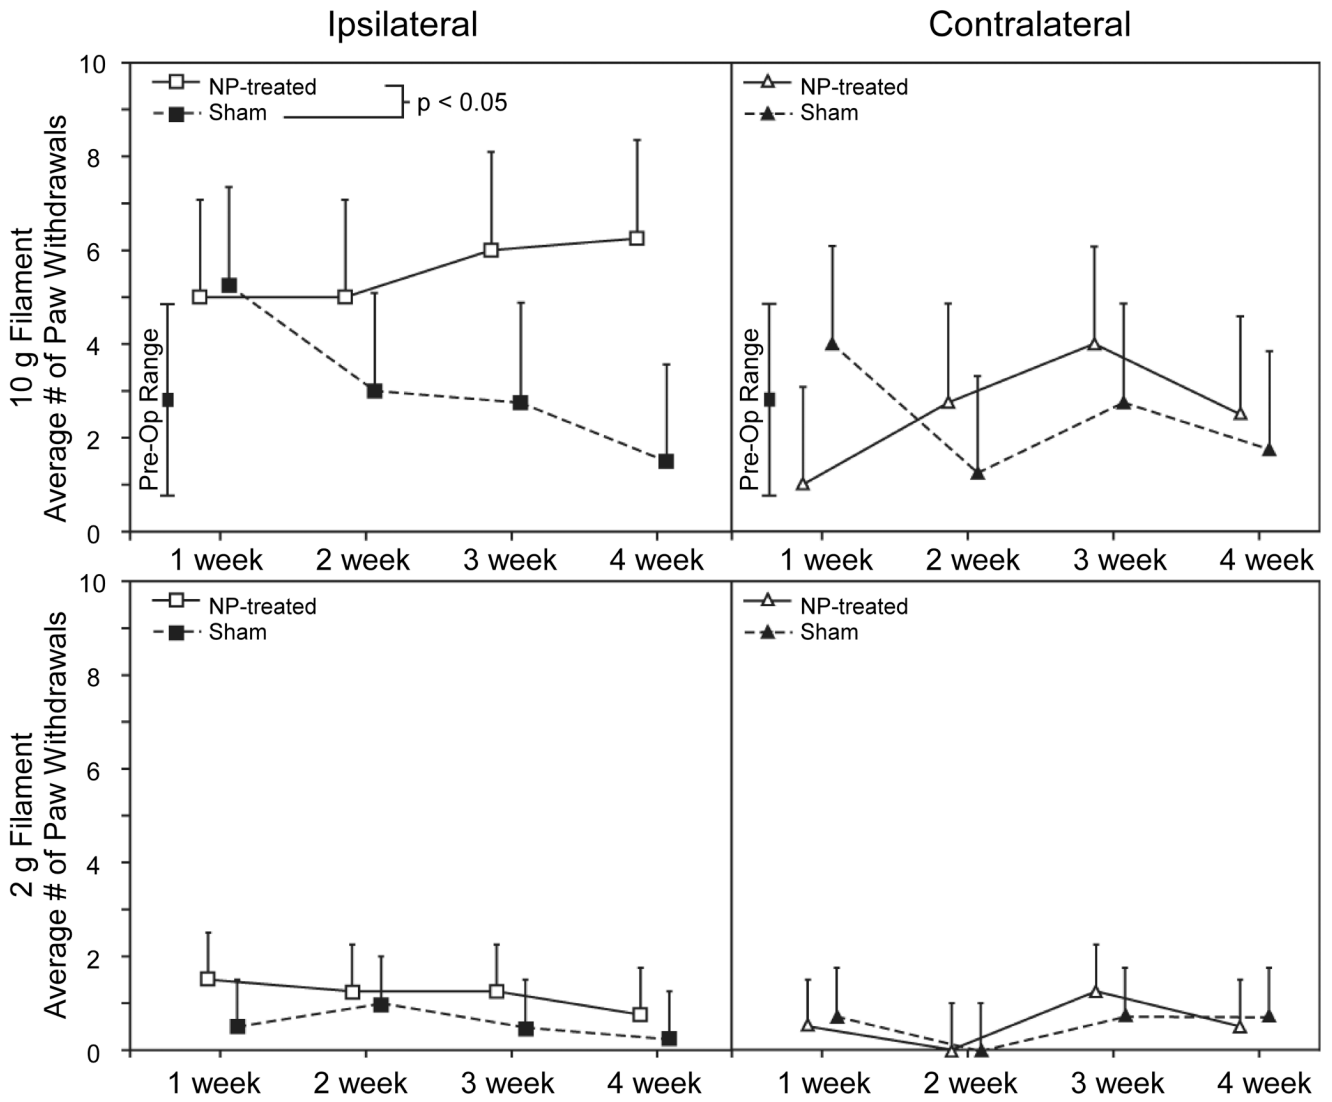 Ipsilateral
Contralateral
10 g Filament
Average # of Paw Withdrawals
10
8
6
4
2
0
NP-treated
Sham
p < 0.05
Pre-Op Range
1 week
2 week
3 week
4 week
NP-treated
Sham
Pre-Op Range
1 week
2 week
3 week
4 week
2 g Filament
Average # of Paw Withdrawals
10
8
6
4
2
0
NP-treated
Sham
1 week
2 week
3 week
4 week
NP-treated
Sham
1 week
2 week
3 week
4 week